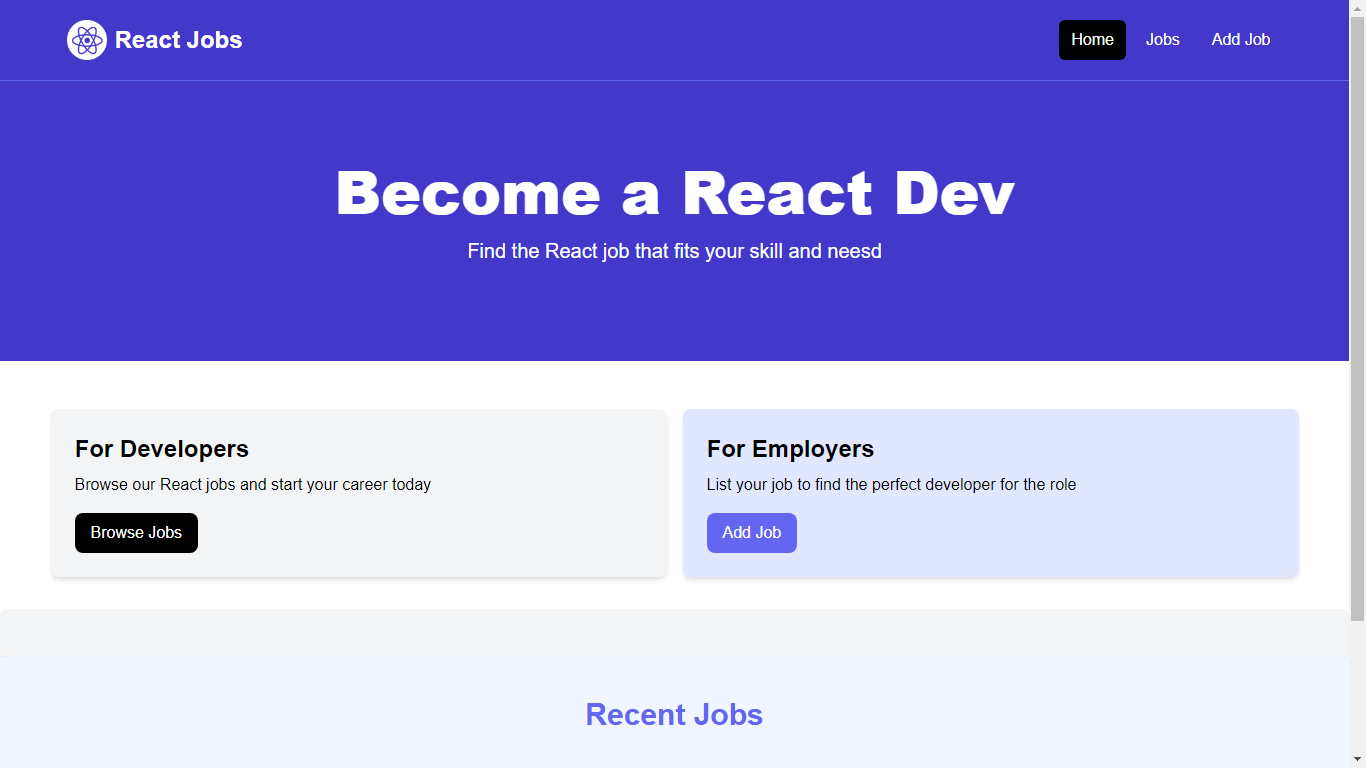 React Jobs
Home Jobs Add Job
Become a React Dev
Find the React job that fits your skill and neesd
For Developers
Browse our React jobs and start your career today
Browse Jobs
For Employers
List your job to find the perfect developer for the role
Add Job
Recent Jobs